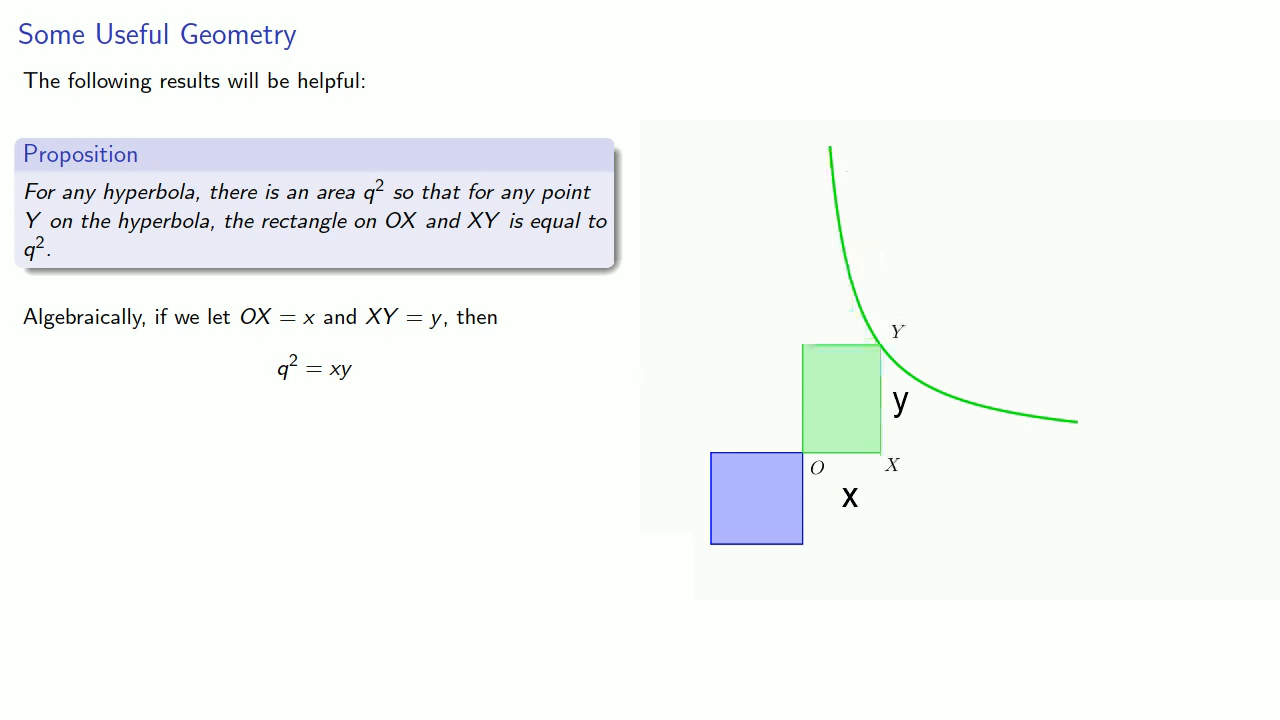 Some Useful Geometry
The following results will be helpful:
Proposition
For any hyperbola, there is an area q² so that for any point
Y on the hyperbola, the rectangle on OX and XY is equal to
q².
Algebraically, if we let OX = x and XY = y, then
q² = xy
Y
y
O
X
x